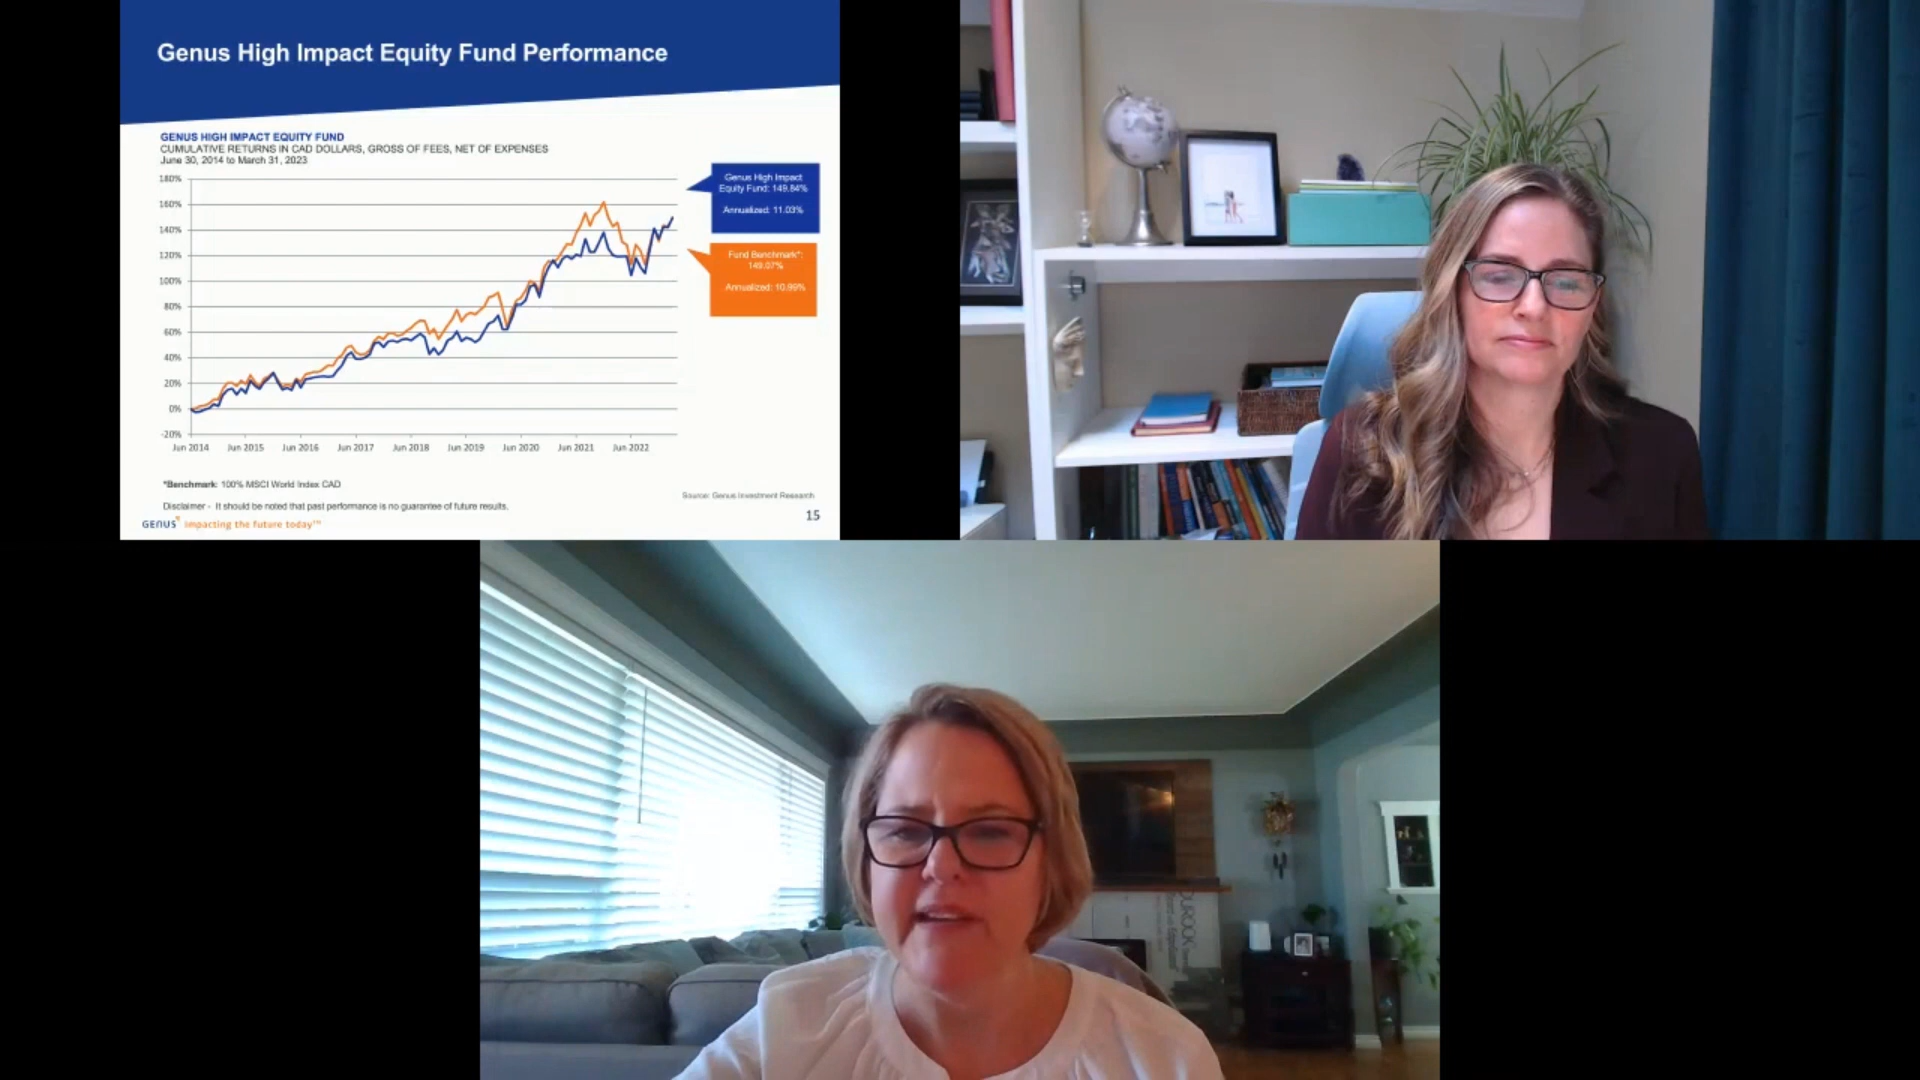 Genus High Impact Equity Fund Performance
GENUS HIGH IMPACT EQUITY FUND
CUMULATIVE RETURNS IN CAD DOLLARS, GROSS OF FEES, NET OF EXPENSES
June 30, 2014 to March 31, 2023
180%
160%
140%
120%
100%
80%
60%
40%
20%
0%
-20%
Jun 2014 Jun 2015 Jun 2016 Jun 2017 Jun 2018 Jun 2019 Jun 2020 Jun 2021 Jun 2022
Genus High Impact
Equity Fund: 149.84%
Annualized: 11.03%
Fund Benchmark*:
149.07%
Annualized: 10.99%
*Benchmark: 100% MSCI World Index CAD
Source: Genus Investment Research
Disclaimer - It should be noted that past performance is no guarantee of future results.
GENUS impacting the future today™
15
DUROCK